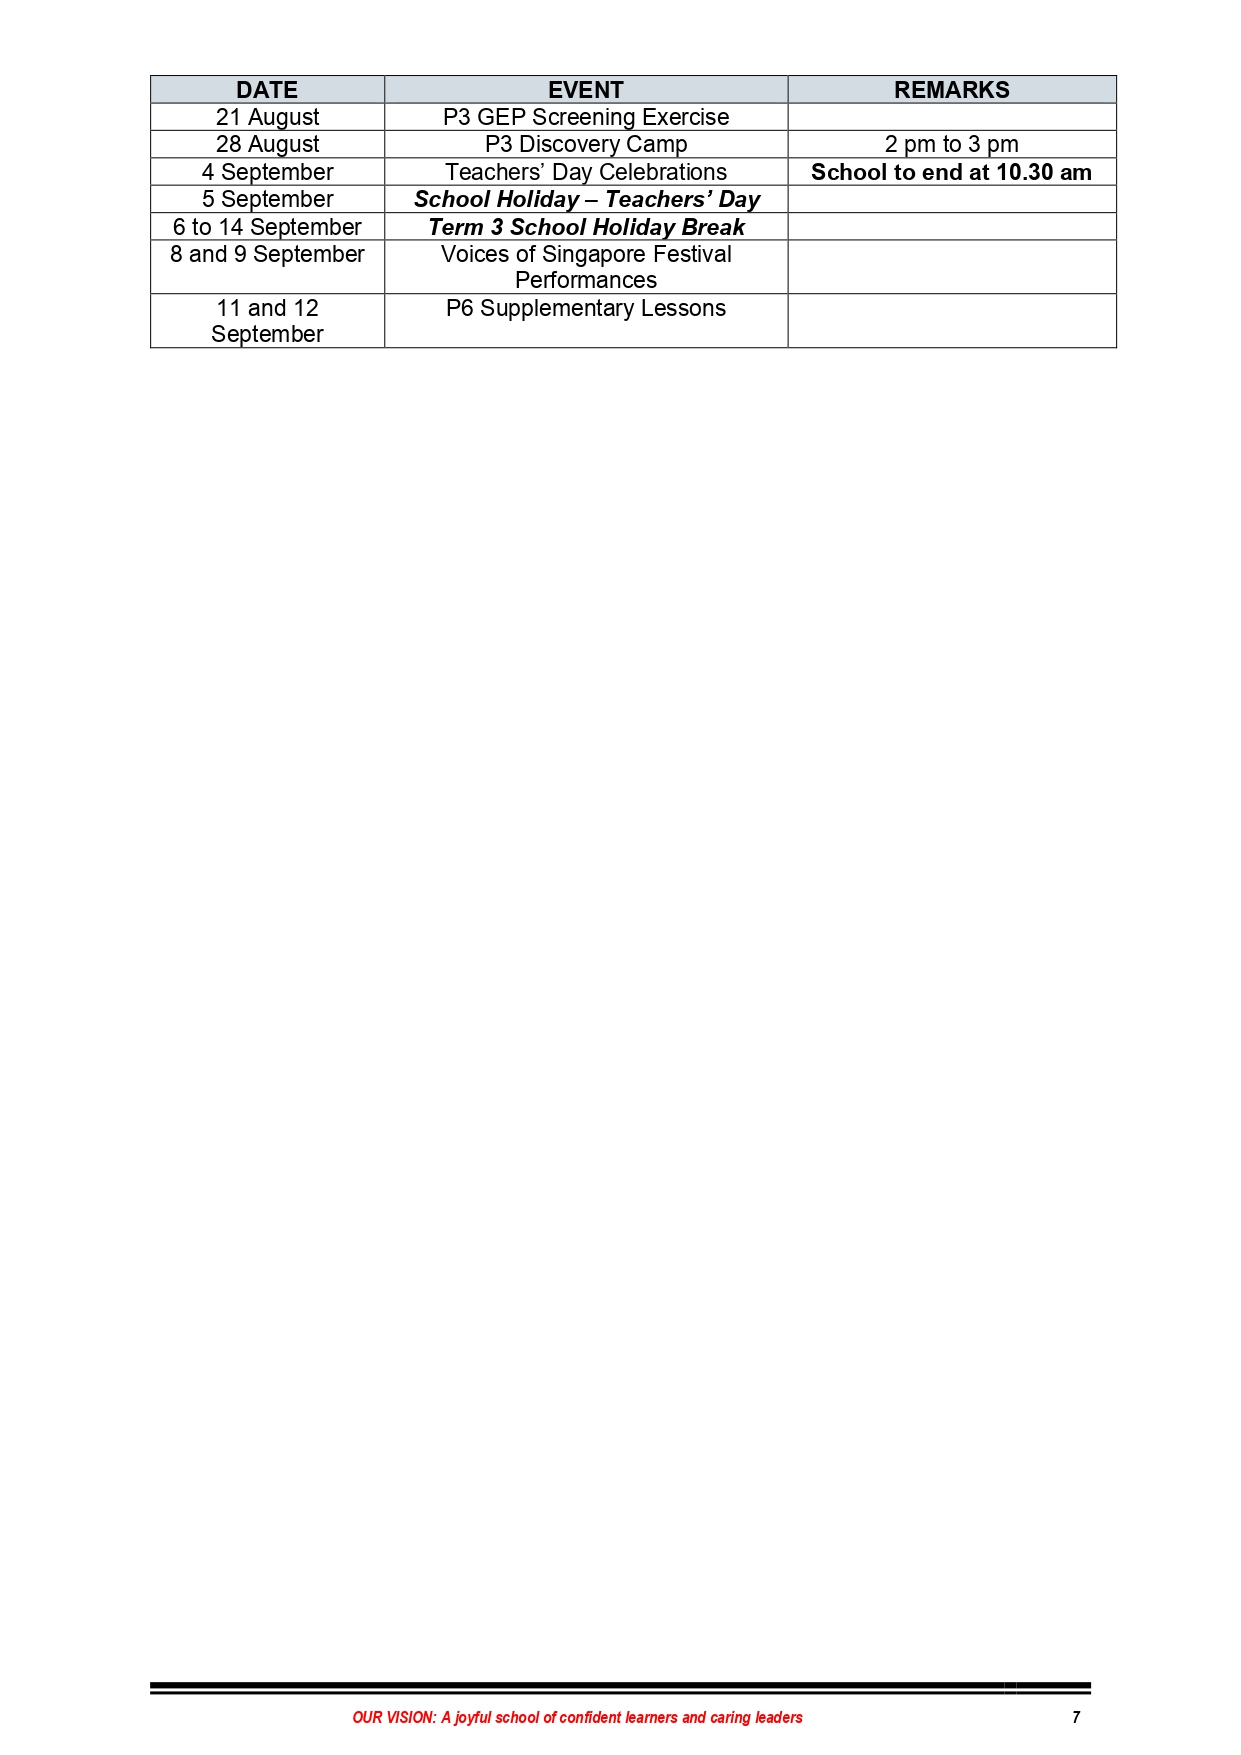 DATE EVENT REMARKS
21 August P3 GEP Screening Exercise
28 August P3 Discovery Camp 2 pm to 3 pm
4 September Teachers’ Day Celebrations School to end at 10.30 am
5 September School Holiday – Teachers’ Day
6 to 14 September Term 3 School Holiday Break
8 and 9 September Voices of Singapore Festival
Performances
11 and 12 P6 Supplementary Lessons
September
OUR VISION: A joyful school of confident learners and caring leaders 7